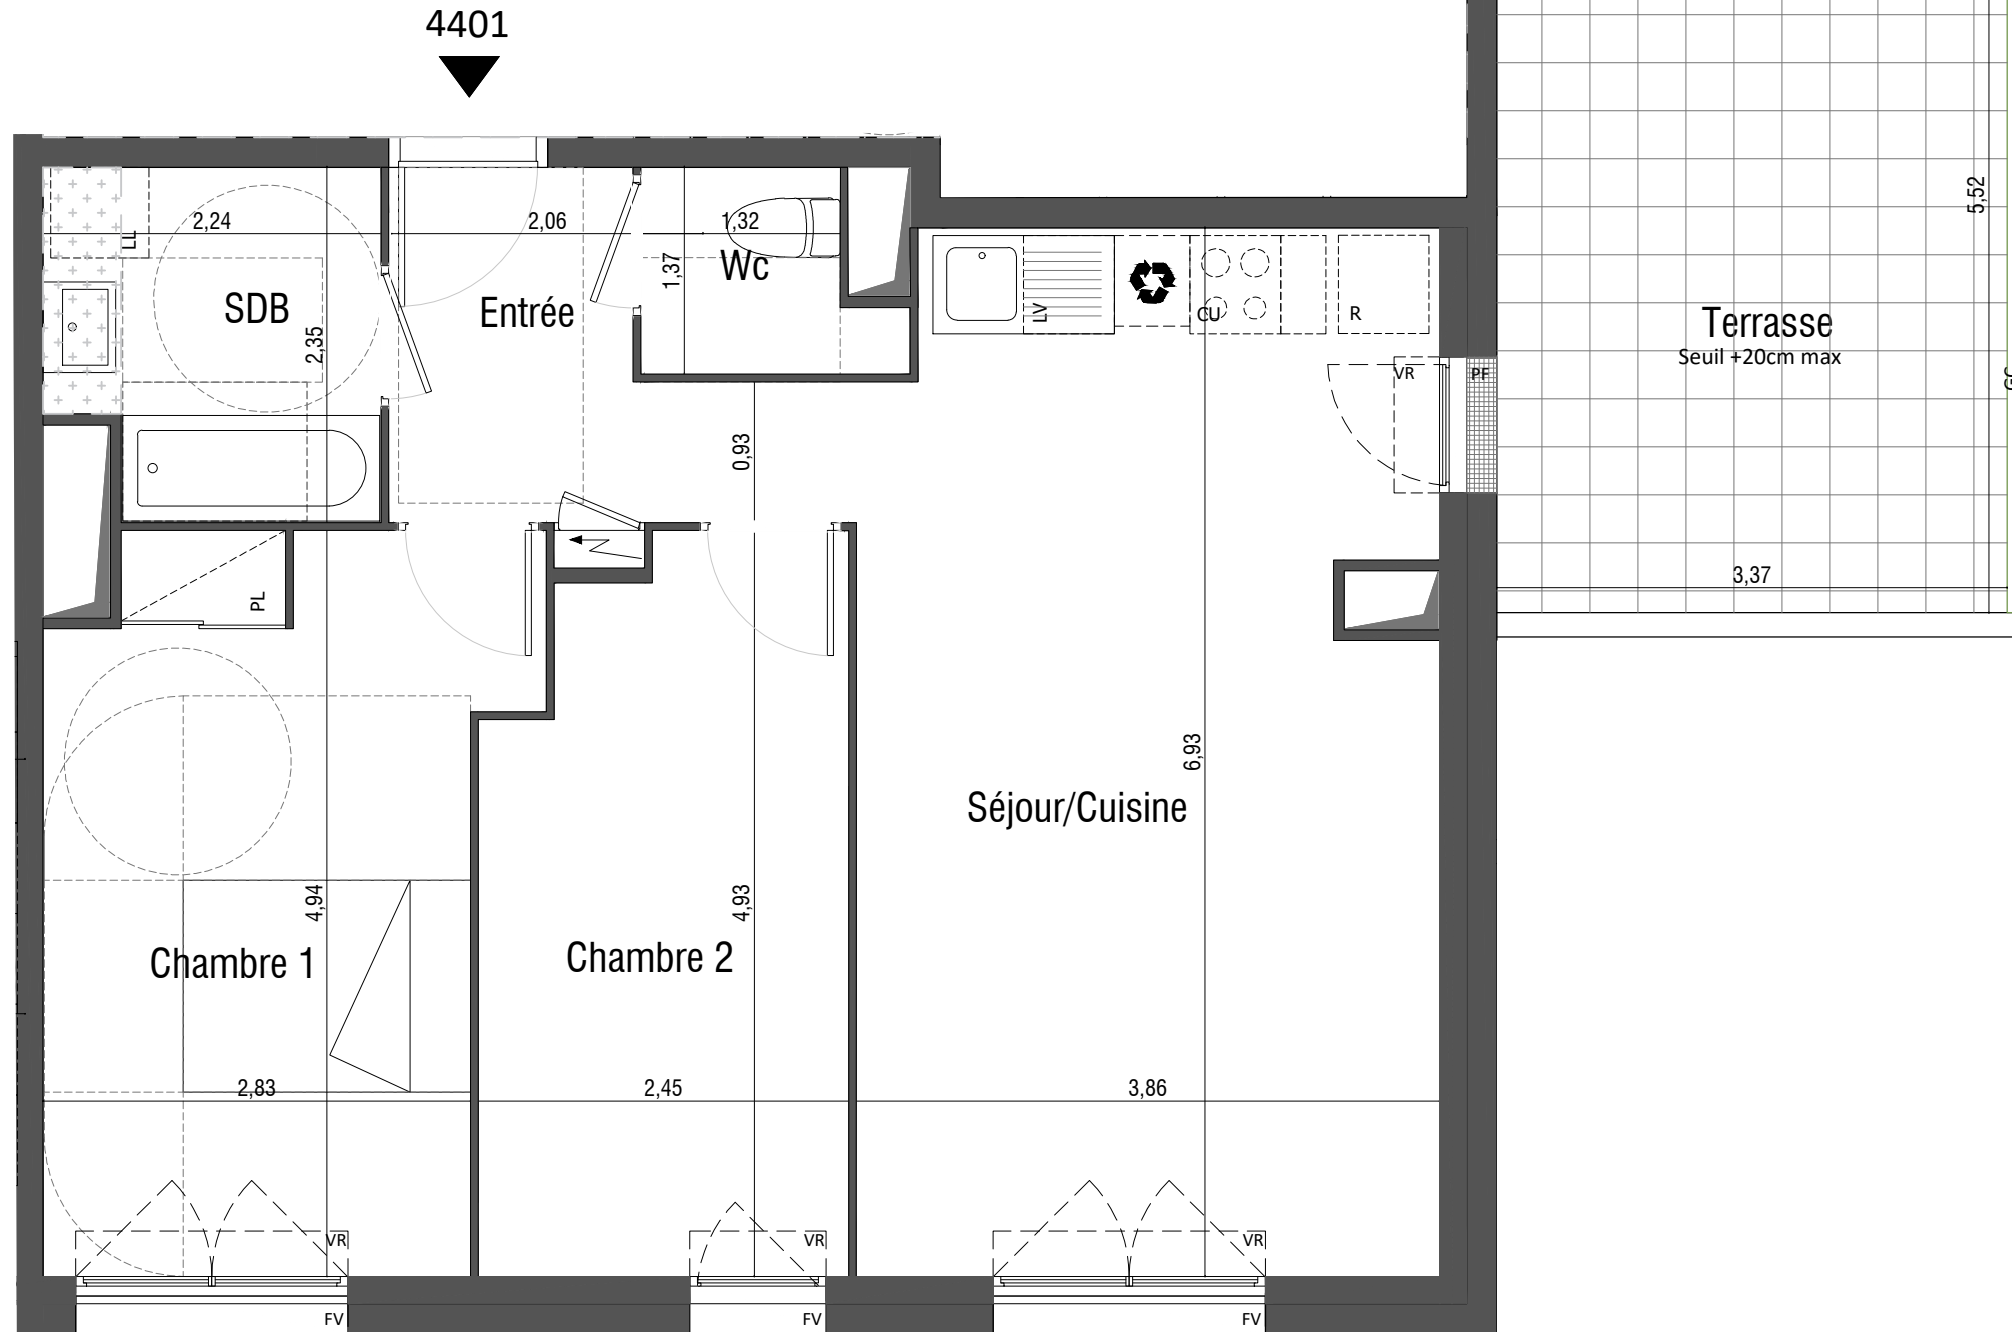 4401
5,52
2,24
2,06
1,32
LL
1,37
Wc
SDB
Entrée
LV
CU
R
2,35
Terrasse
Seuil +20cm max
VR
PF
GC
0,93
3,37
PL
6,93
Séjour/Cuisine
4,94
4,93
Chambre 1
Chambre 2
2,83
2,45
3,86
VR
VR
VR
FV
FV
FV